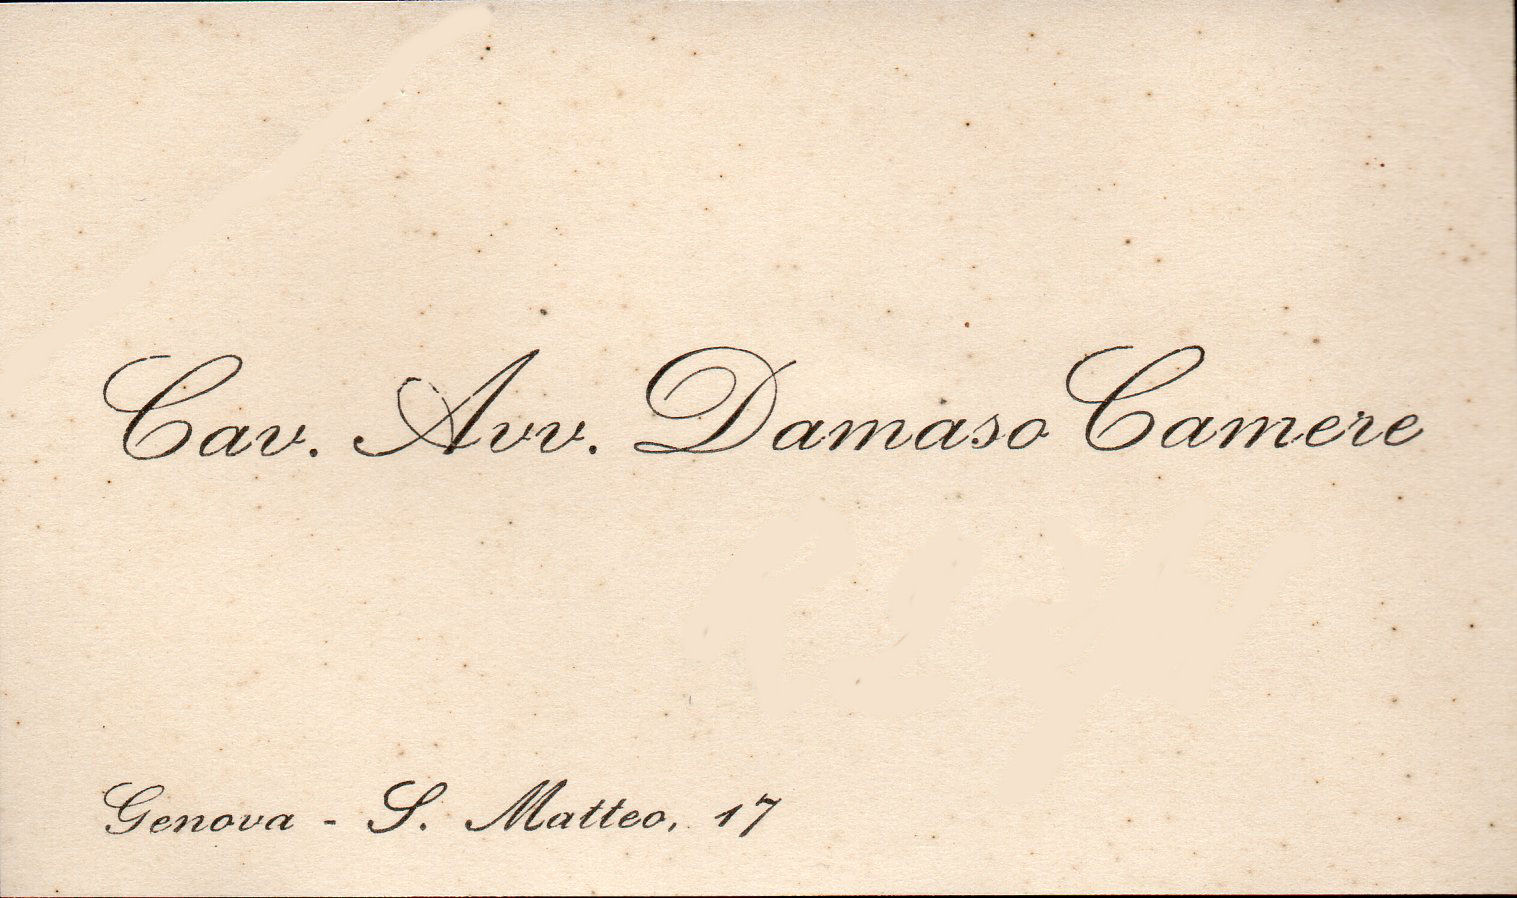 Cav. Avv. Damaso Camere
Genova - S. Matteo, 17